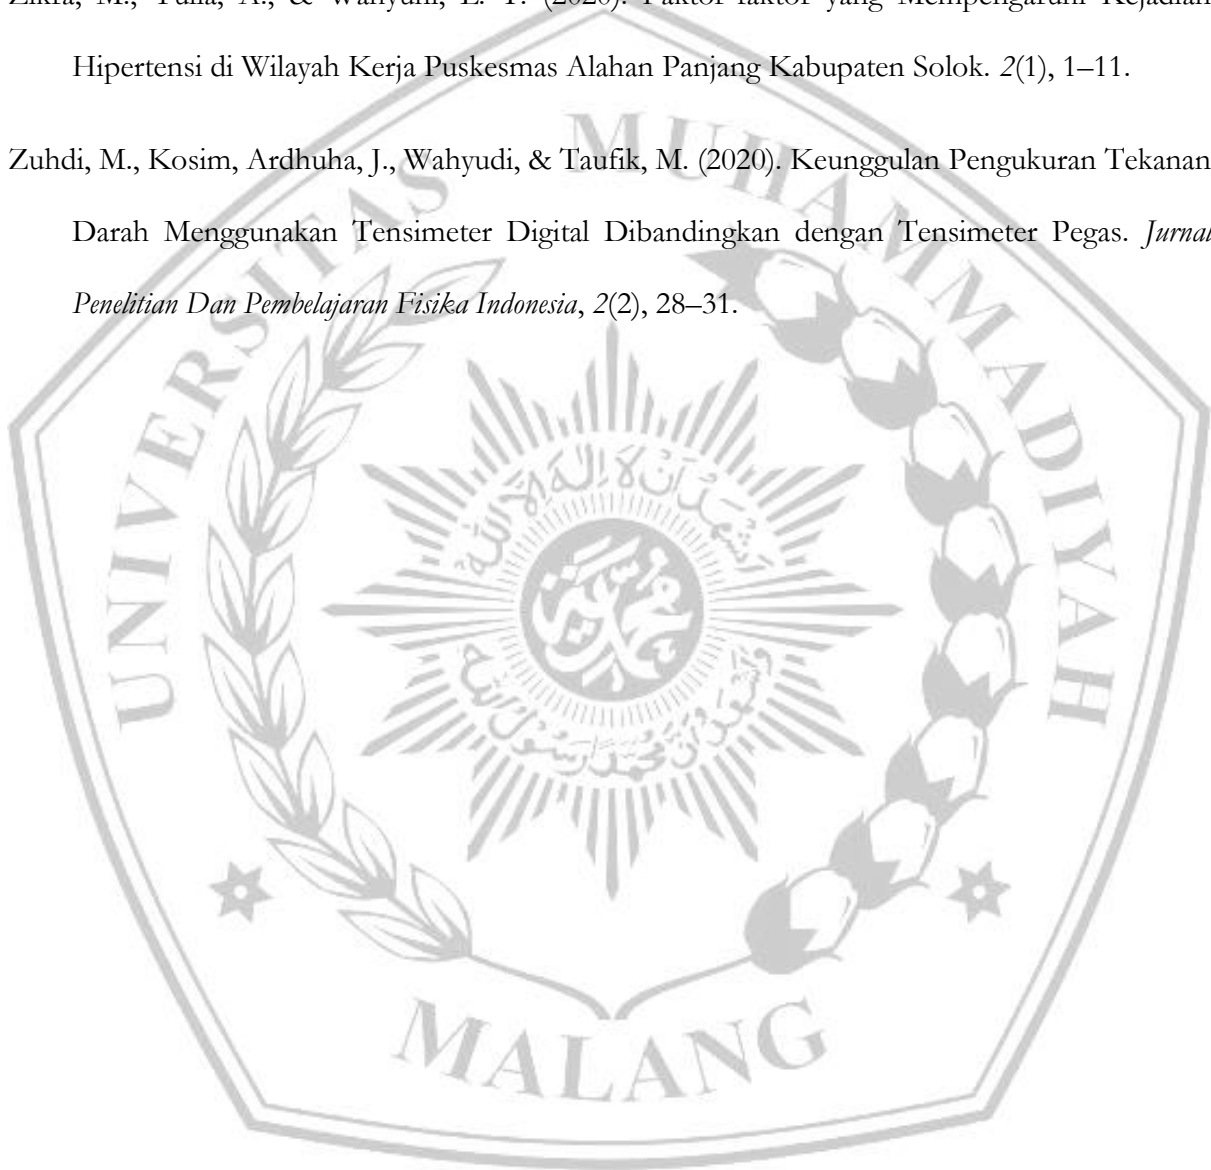 Zikra, M., Yulia, A., & Wahyuni, L. T. (2020). Faktor-faktor yang Mempengaruhi Kejadian
Hipertensi di Wilayah Kerja Puskesmas Alahan Panjang Kabupaten Solok. 2(1), 1–11.
Zuhdi, M., Kosim, Ardhuha, J., Wahyudi, & Taufik, M. (2020). Keunggulan Pengukuran Tekanan
Darah Menggunakan Tensimeter Digital Dibandingkan dengan Tensimeter Pegas. Jurnal
Penelitian Dan Pembelajaran Fisika Indonesia, 2(2), 28–31.
UNIVERSITAS MUHAMMADIYAH
MALANG